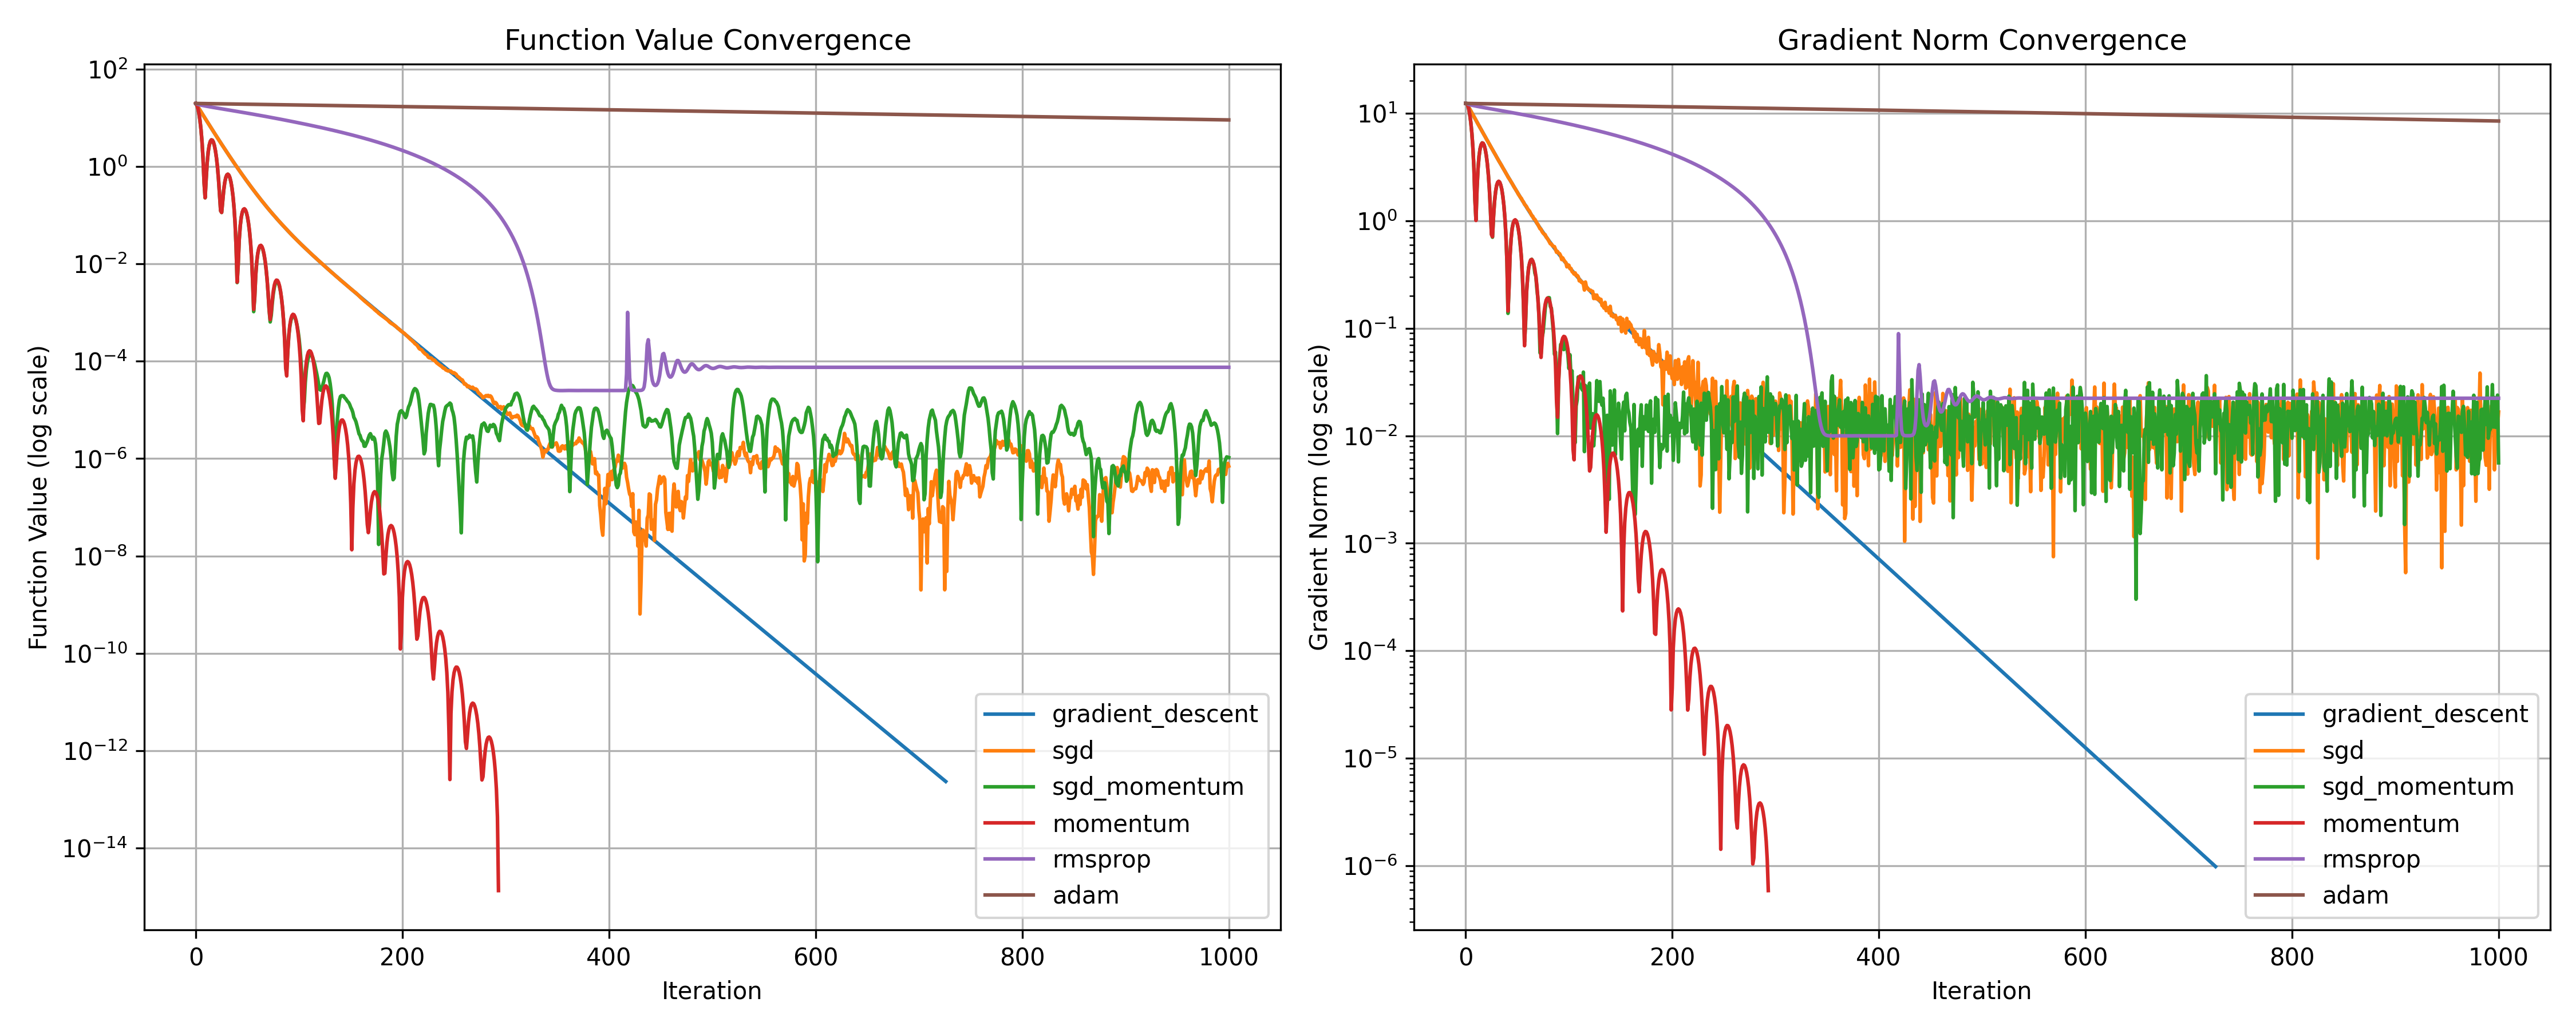 Function Value Convergence
Function Value (log scale)
10^2
10^0
10^-2
10^-4
10^-6
10^-8
10^-10
10^-12
10^-14
0 200 400 600 800 1000
Iteration
gradient_descent
sgd
sgd_momentum
momentum
rmsprop
adam
Gradient Norm Convergence
Gradient Norm (log scale)
10^1
10^0
10^-1
10^-2
10^-3
10^-4
10^-5
10^-6
0 200 400 600 800 1000
Iteration
gradient_descent
sgd
sgd_momentum
momentum
rmsprop
adam